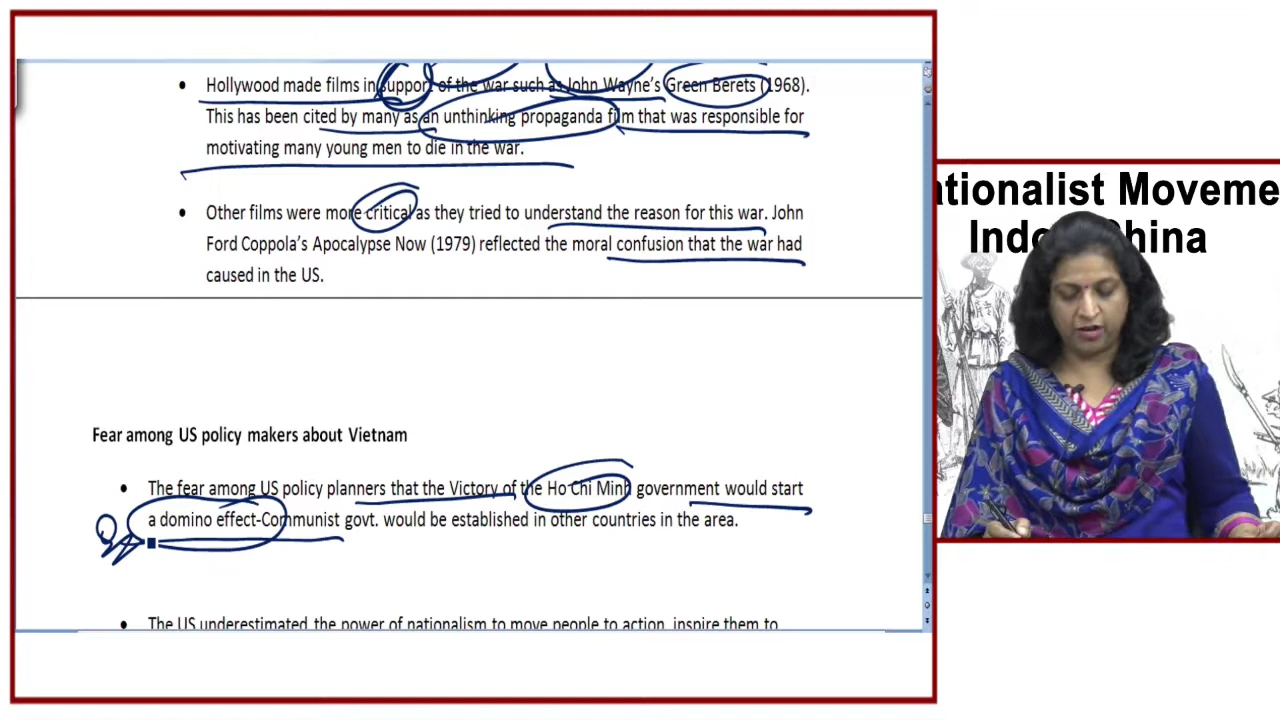 Hollywood made films in support of the war such as John Wayne's Green Berets (1968).
This has been cited by many as an unthinking propaganda film that was responsible for
motivating many young men to die in the war.
Other films were more critical as they tried to understand the reason for this war. John
Ford Coppola's Apocalypse Now (1979) reflected the moral confusion that the war had
caused in the US.
Fear among US policy makers about Vietnam
The fear among US policy planners that the Victory of the Ho Chi Minh government would start
a domino effect-Communist govt. would be established in other countries in the area.
The US underestimated the power of nationalism to move people to action, inspire them to
ationalist Moveme
Indo China